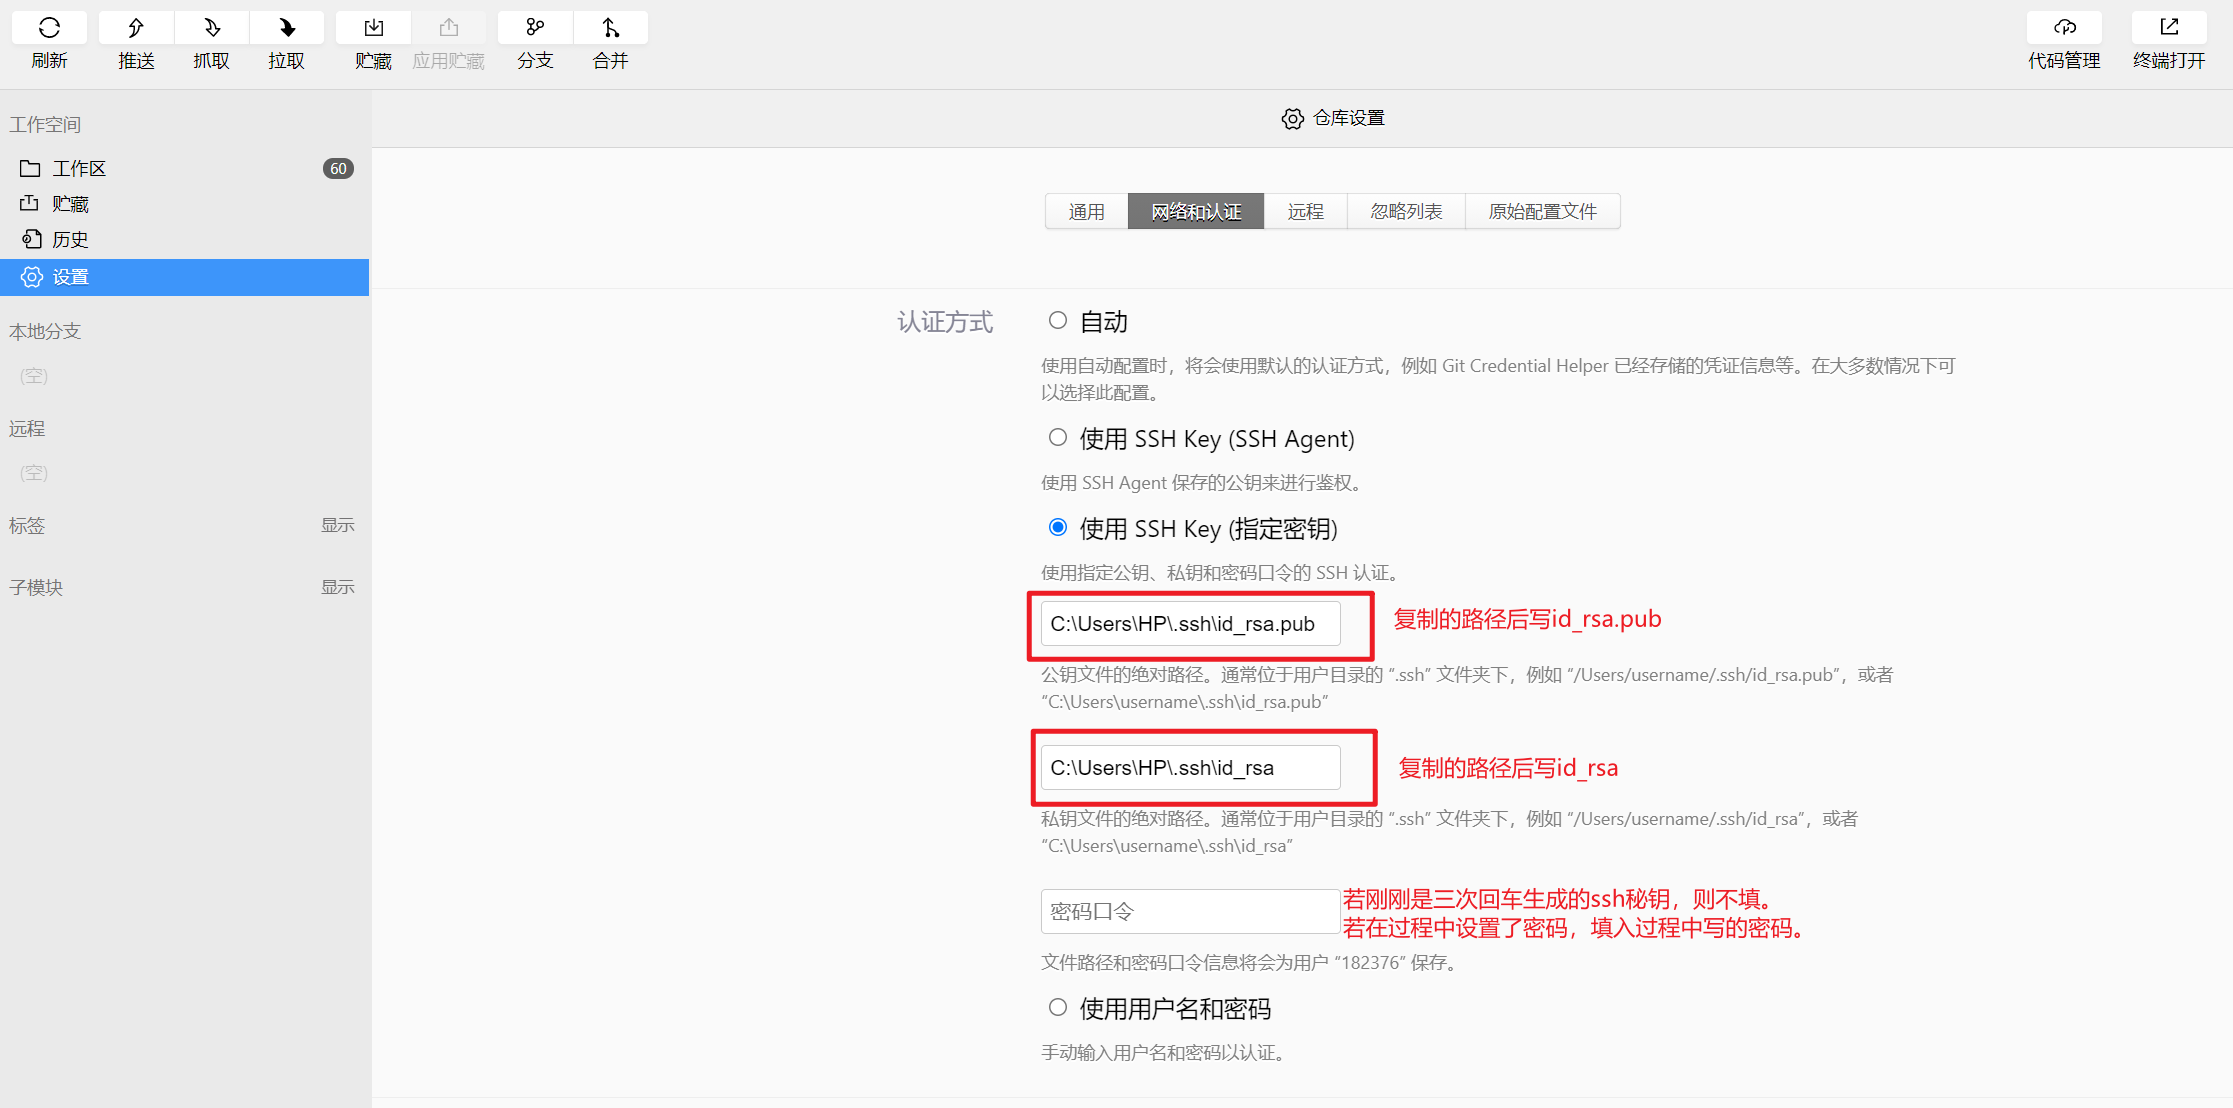 刷新
推送
抓取
拉取
贮藏
应用贮藏
分支
合并
代码管理
终端打开
工作空间
工作区
60
贮藏
历史
设置
本地分支
(空)
远程
(空)
标签
显示
子模块
显示
仓库设置
通用
网络和认证
远程
忽略列表
原始配置文件
认证方式
自动
使用自动配置时，将会使用默认的认证方式，例如 Git Credential Helper 已经存储的凭证信息等。在大多数情况下可
以选择此配置。
使用 SSH Key (SSH Agent)
使用 SSH Agent 保存的公钥来进行鉴权。
使用 SSH Key (指定密钥)
使用指定公钥、私钥和密码口令的 SSH 认证。
C:\Users\HP\.ssh\id_rsa.pub
复制的路径后写id_rsa.pub
公钥文件的绝对路径。通常位于用户目录的 “.ssh” 文件夹下，例如 “/Users/username/.ssh/id_rsa.pub”，或者
“C:\Users\username\.ssh\id_rsa.pub”
C:\Users\HP\.ssh\id_rsa
复制的路径后写id_rsa
私钥文件的绝对路径。通常位于用户目录的 “.ssh” 文件夹下，例如 “/Users/username/.ssh/id_rsa”，或者
“C:\Users\username\.ssh\id_rsa”
密码口令
若刚刚是三次回车生成的ssh秘钥，则不填。
若在过程中设置了密码，填入过程中写的密码。
文件路径和密码口令信息将会为用户 “182376” 保存。
使用用户名和密码
手动输入用户名和密码以认证。